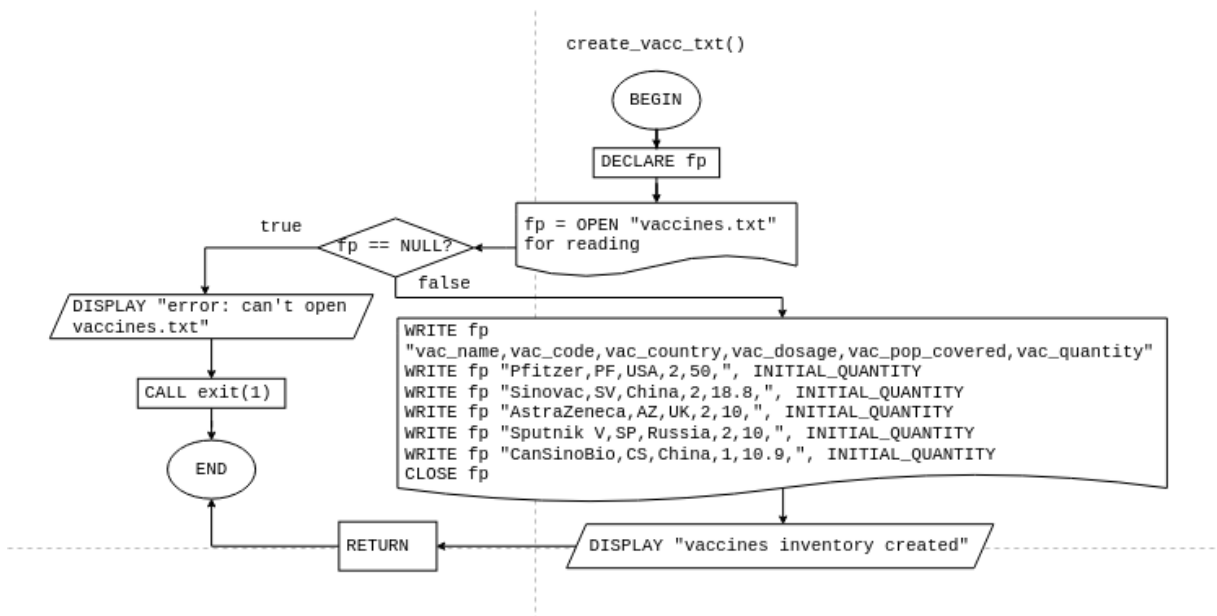 create_vacc_txt()
BEGIN
DECLARE fp
fp = OPEN "vaccines.txt"
for reading
fp == NULL?
true
false
DISPLAY "error: can't open
vaccines.txt"
CALL exit(1)
END
WRITE fp
"vac_name,vac_code,vac_country,vac_dosage,vac_pop_covered,vac_quantity"
WRITE fp "Pfitzer,PF,USA,2,50,", INITIAL_QUANTITY
WRITE fp "Sinovac,SV,China,2,18.8,", INITIAL_QUANTITY
WRITE fp "AstraZeneca,AZ,UK,2,10,", INITIAL_QUANTITY
WRITE fp "Sputnik V,SP,Russia,2,10,", INITIAL_QUANTITY
WRITE fp "CanSinoBio,CS,China,1,10.9,", INITIAL_QUANTITY
CLOSE fp
DISPLAY "vaccines inventory created"
RETURN